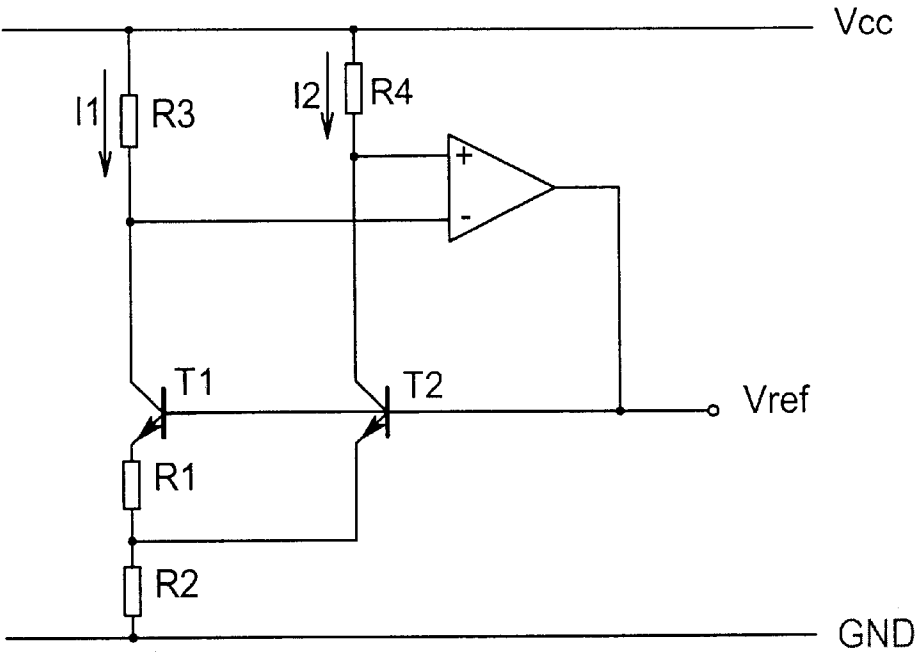 Vcc
I1
R3
I2
R4
+
-
T1
T2
Vref
R1
R2
GND